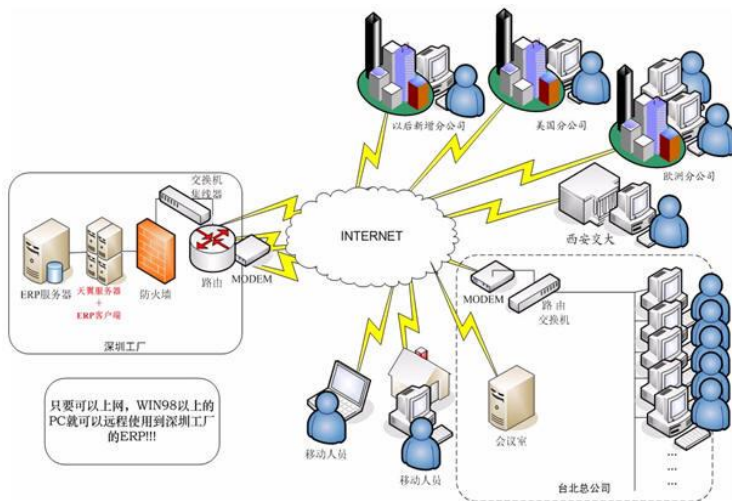 以后新增分公司
美国分公司
欧洲分公司
西安交大
交换机
集线器
INTERNET
ERP服务器
天翼服务器
+
ERP客户端
防火墙
路由
MODEM
深圳工厂
MODEM
路由
交换机
只要可以上网，WIN98以上的
PC就可以远程使用到深圳工厂
的ERP!!!
移动人员
移动人员
会议室
...
...
台北总公司